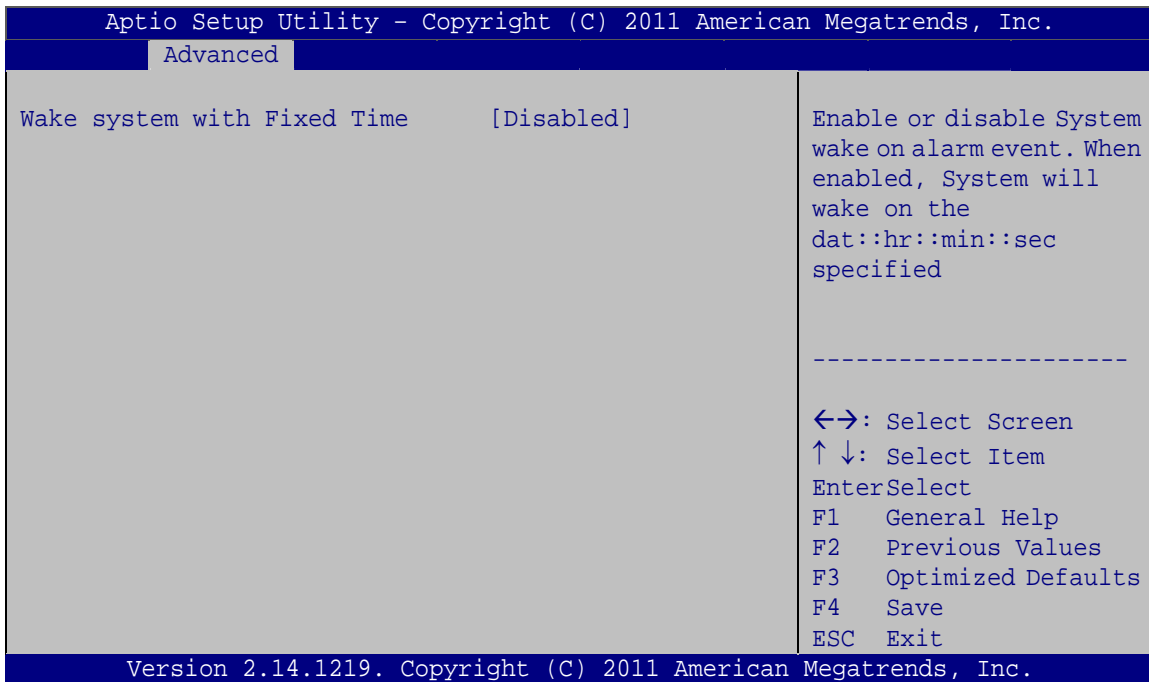 Aptio Setup Utility – Copyright (C) 2011 American Megatrends, Inc.
Advanced
Wake system with Fixed Time [Disabled]
Enable or disable System
wake on alarm event. When
enabled, System will
wake on the
dat::hr::min::sec
specified
----------------------
←→: Select Screen
↑ ↓: Select Item
EnterSelect
F1 General Help
F2 Previous Values
F3 Optimized Defaults
F4 Save
ESC Exit
Version 2.14.1219. Copyright (C) 2011 American Megatrends, Inc.